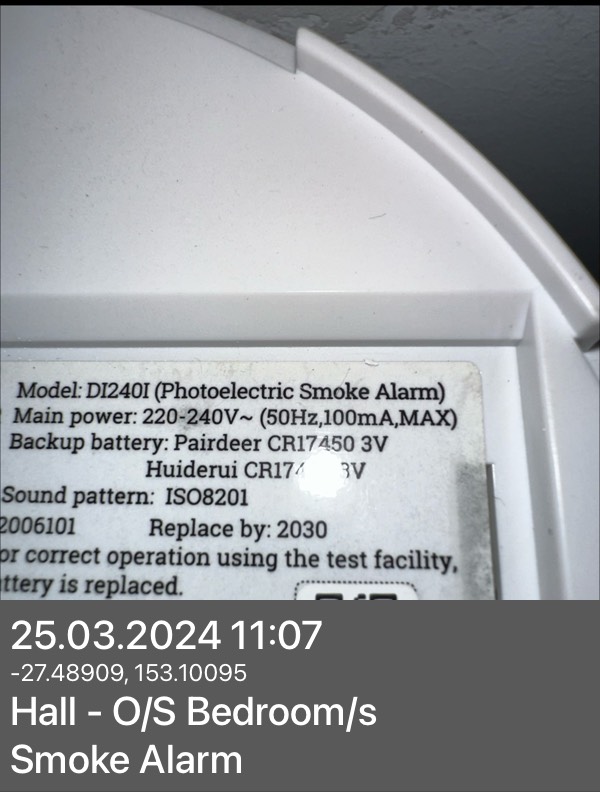 Model: DI240I (Photoelectric Smoke Alarm)
Main power: 220-240V~ (50Hz,100mA,MAX)
Backup battery: Pairdeer CR17450 3V
Huiderui 3V
Sound pattern: ISO8201
2006101 Replace by: 2030
or correct operation using the test facility,
ttery is replaced.
25.03.2024 11:07
-27.48909, 153.10095
Hall - O/S Bedroom/s
Smoke Alarm